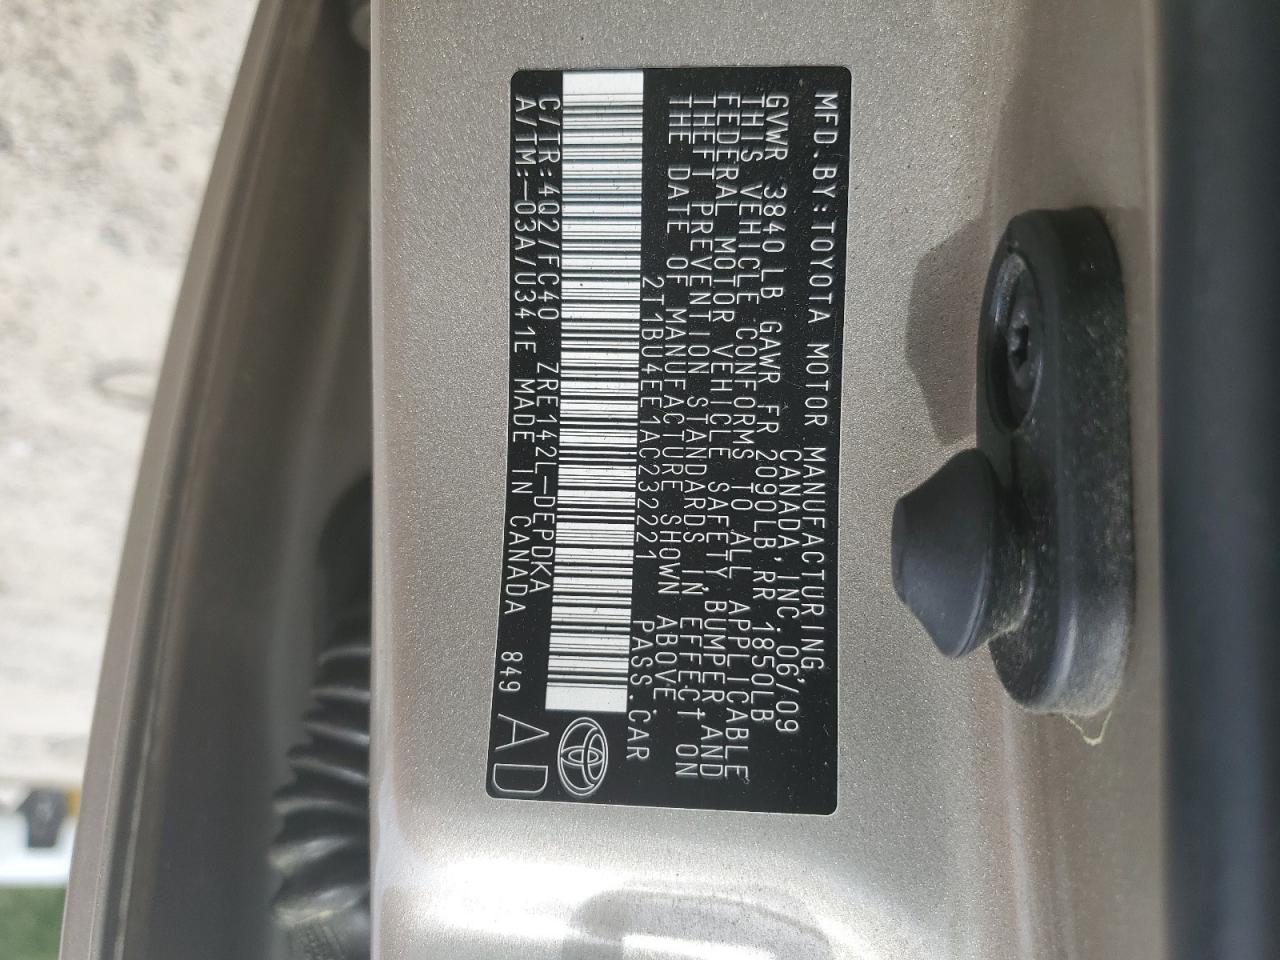 MFD.BY:TOYOTA MOTOR MANUFACTURING,
CANADA, INC. 06/09
GVWR 3840LB GAWR FR 2090LB RR 1850LB
THIS VEHICLE CONFORMS TO ALL APPLICABLE
FEDERAL MOTOR VEHICLE SAFETY, BUMPER, AND
THEFT PREVENTION STANDARDS IN EFFECT ON
THE DATE OF MANUFACTURE SHOWN ABOVE.
2T1BU4EE1AC232221 PASS.CAR
C/TR:4Q2/FC40 ZRE142L-DEPDKA
A/TM:-03A/U341E MADE IN CANADA 849
AD